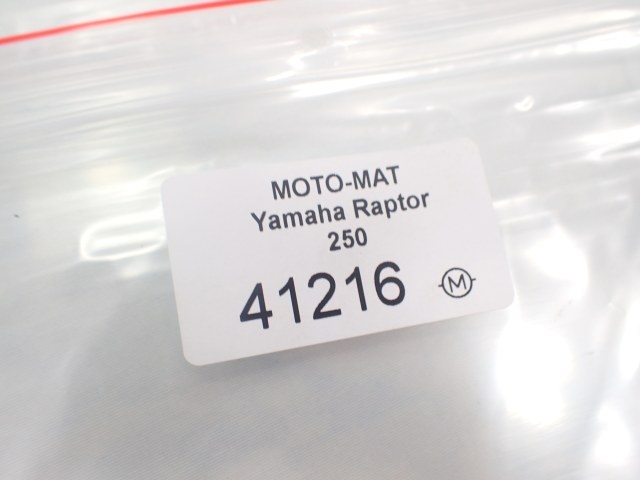 MOTO-MAT
Yamaha Raptor
250
41216 M